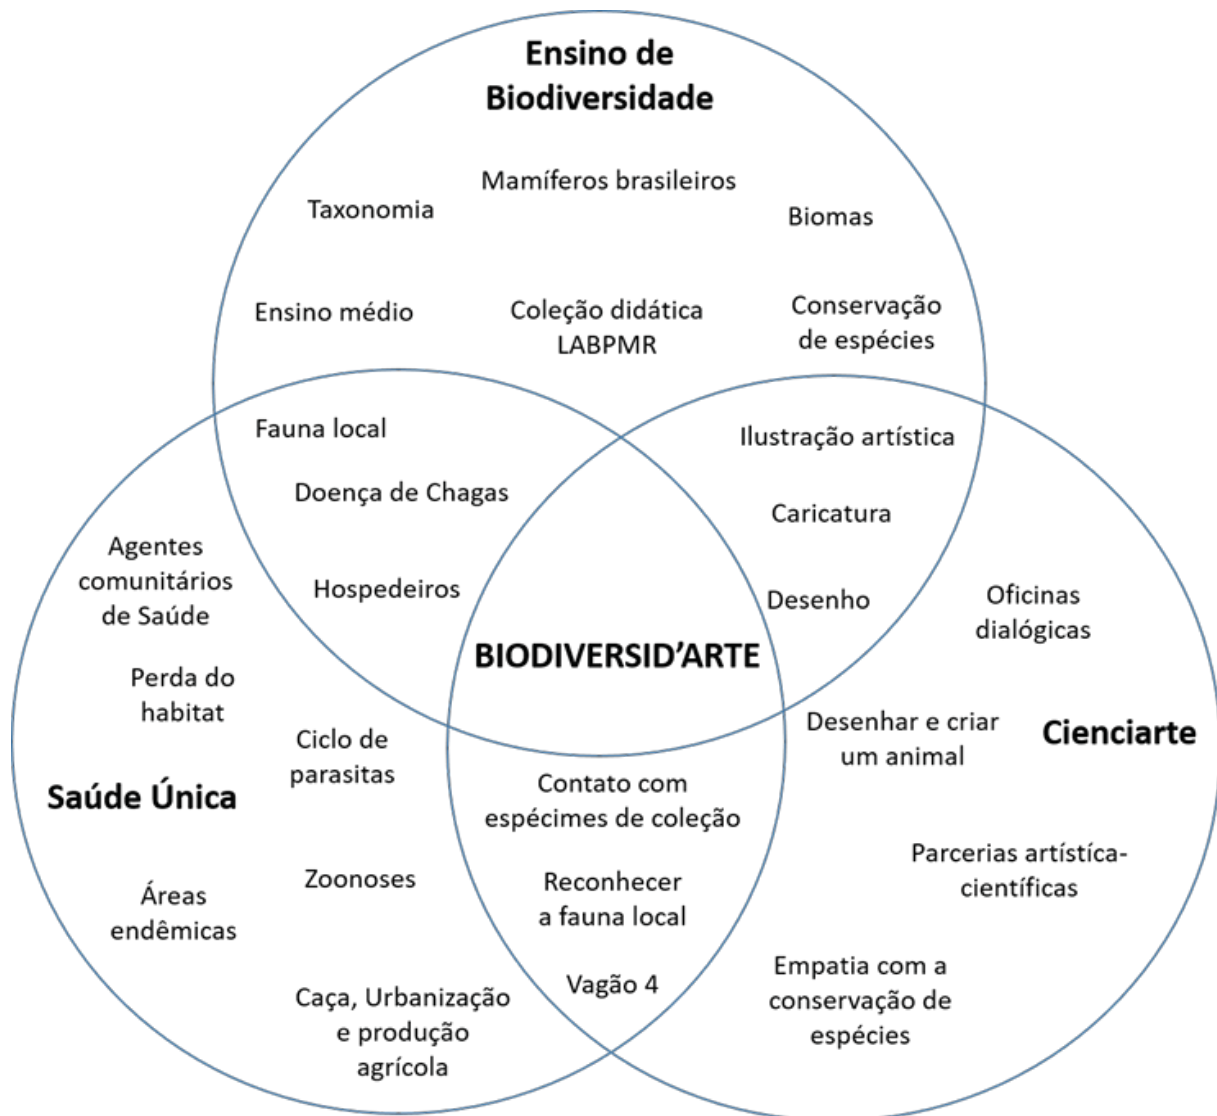 Ensino de
Biodiversidade
Mamíferos brasileiros
Taxonomia
Biomas
Ensino médio
Coleção didática
LABPMR
Conservação
de espécies
Fauna local
Doença de Chagas
Hospedeiros
Ilustração artística
Caricatura
Desenho
BIODIVERSID’ARTE
Agentes
comunitários
de Saúde
Perda do
habitat
Ciclo de
parasitas
Saúde Única
Zoonoses
Áreas
endêmicas
Caça, Urbanização
e produção
agrícola
Contato com
espécimes de coleção
Reconhecer
a fauna local
Vagão 4
Oficinas
dialógicas
Desenhar e criar
um animal
Cienciarte
Parcerias artístíca-
científicas
Empatia com a
conservação de
espécies